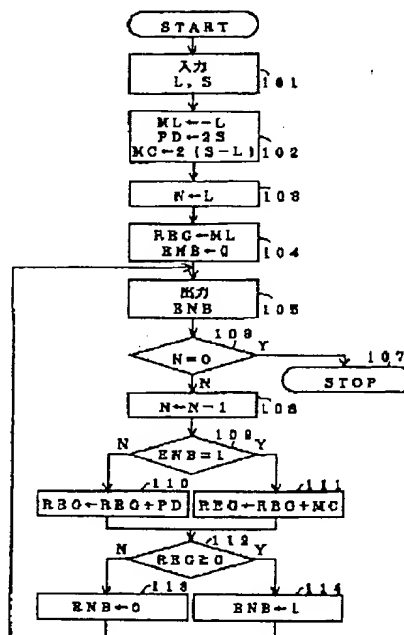 START
入力
L, S
101
ML←-L
PD←2S
MC←2(S-L)
102
N←L
103
REG←ML
ENB←0
104
出力
ENB
105
106
N=0
Y
107
STOP
N
N←N-1
108
109
N
ENB=1
Y
110
111
REG←REG+PD
REG←REG+MC
112
N
REG≥0
Y
113
114
ENB←0
ENB←1